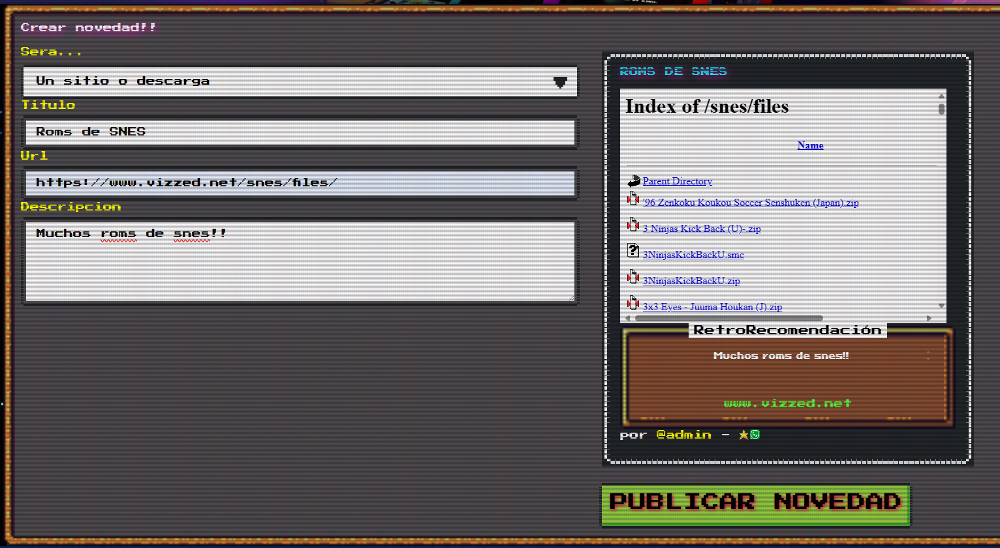 Crear novedad!!
Sera...
Un sitio o descarga
Titulo
Roms de SNES
Url
https://www.vizzed.net/snes/files/
Descripcion
Muchos roms de snes!!
ROMS DE SNES
Index of /snes/files
Name
Parent Directory
'96 Zenkoku Koukou Soccer Senshuken (Japan).zip
3 Ninjas Kick Back (U)-.zip
3NinjasKickBackU.smc
3NinjasKickBackU.zip
3x3 Eyes - Juuma Houkan (J).zip
RetroRecomendación
Muchos roms de snes!!
www.vizzed.net
por @admin -
PUBLICAR NOVEDAD